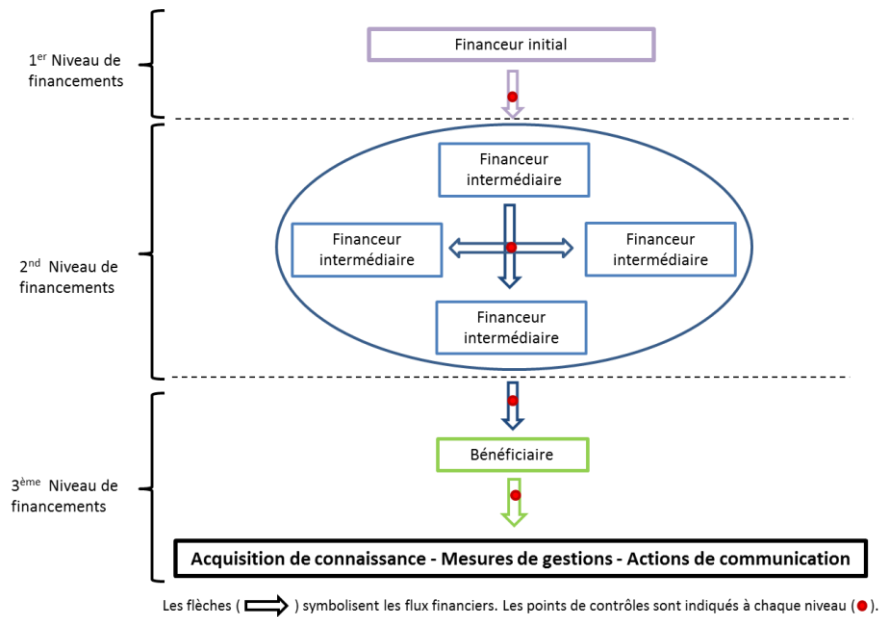 1er Niveau de
financements
Financeur initial
2nd Niveau de
financements
Financeur
intermédiaire
Financeur
intermédiaire
Financeur
intermédiaire
Financeur
intermédiaire
3ème Niveau de
financements
Bénéficiaire
Acquisition de connaissance - Mesures de gestions - Actions de communication
Les flèches ( ) symbolisent les flux financiers. Les points de contrôles sont indiqués à chaque niveau ( ).